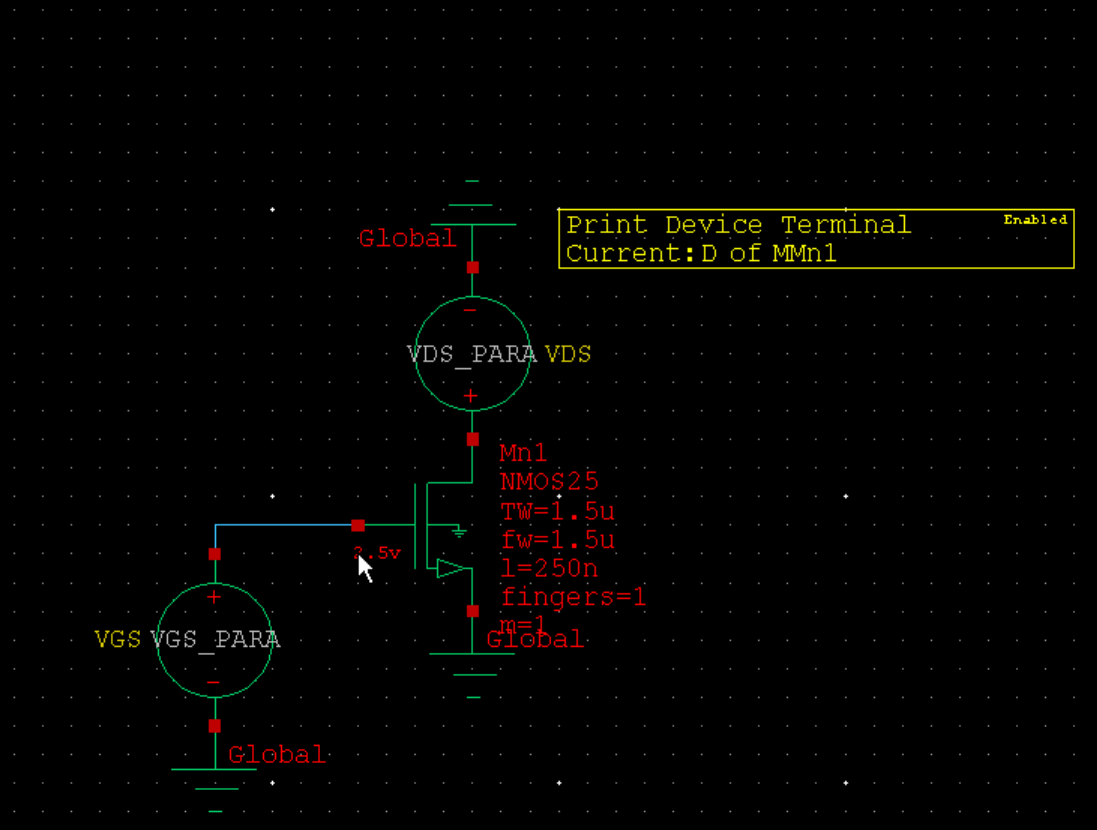 Print Device Terminal Enabled
Current:D of MMn1
Global
VDS_PARA VDS
Mn1
NMOS25
TW=1.5u
fw=1.5u
l=250n
fingers=1
m=1
Global
2.5v
VGS VGS_PARA
Global